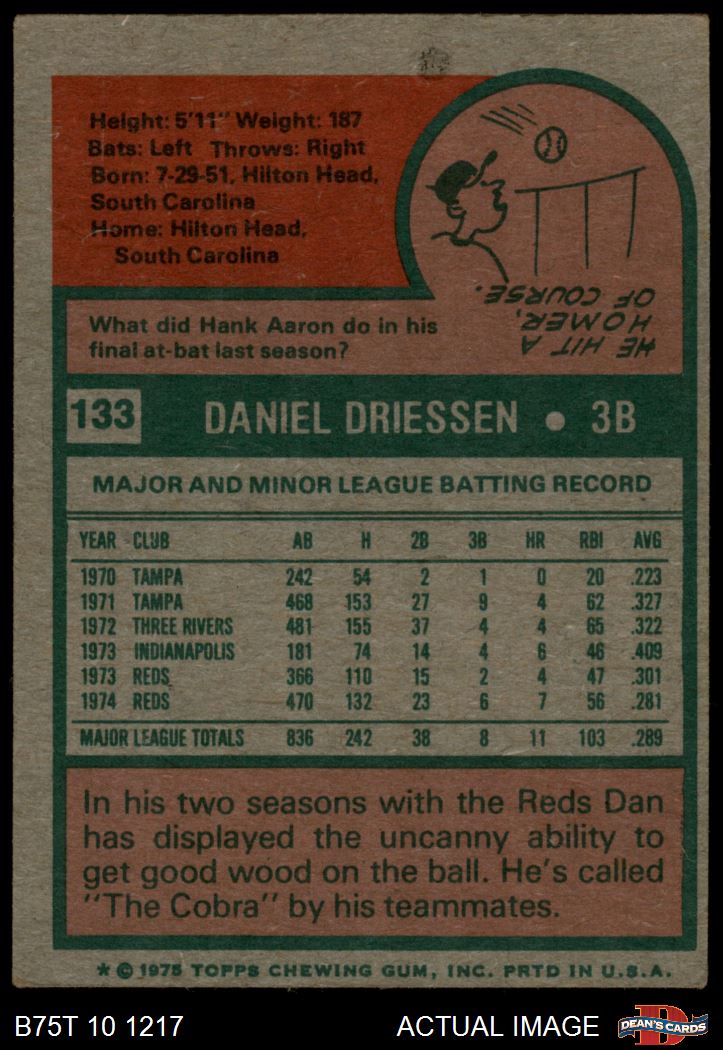 Height: 5'11" Weight: 187
Bats: Left Throws: Right
Born: 7-29-51, Hilton Head,
South Carolina
Home: Hilton Head,
South Carolina
What did Hank Aaron do in his
final at-bat last season?
HE HIT A
HOMER,
OF COURSE.
133 DANIEL DRIESSEN • 3B
MAJOR AND MINOR LEAGUE BATTING RECORD
YEAR CLUB AB H 2B 3B HR RBI AVG
1970 TAMPA 242 54 2 1 0 20 .223
1971 TAMPA 468 153 27 9 4 62 .327
1972 THREE RIVERS 481 155 37 4 4 65 .322
1973 INDIANAPOLIS 181 74 14 4 6 46 .409
1973 REDS 366 110 15 2 4 47 .301
1974 REDS 470 132 23 6 7 56 .281
MAJOR LEAGUE TOTALS 836 242 38 8 11 103 .289
In his two seasons with the Reds Dan
has displayed the uncanny ability to
get good wood on the ball. He's called
"The Cobra" by his teammates.
* © 1975 TOPPS CHEWING GUM, INC. PRTD IN U.S.A.
B75T 10 1217 ACTUAL IMAGE
D
DEAN'S CARDS